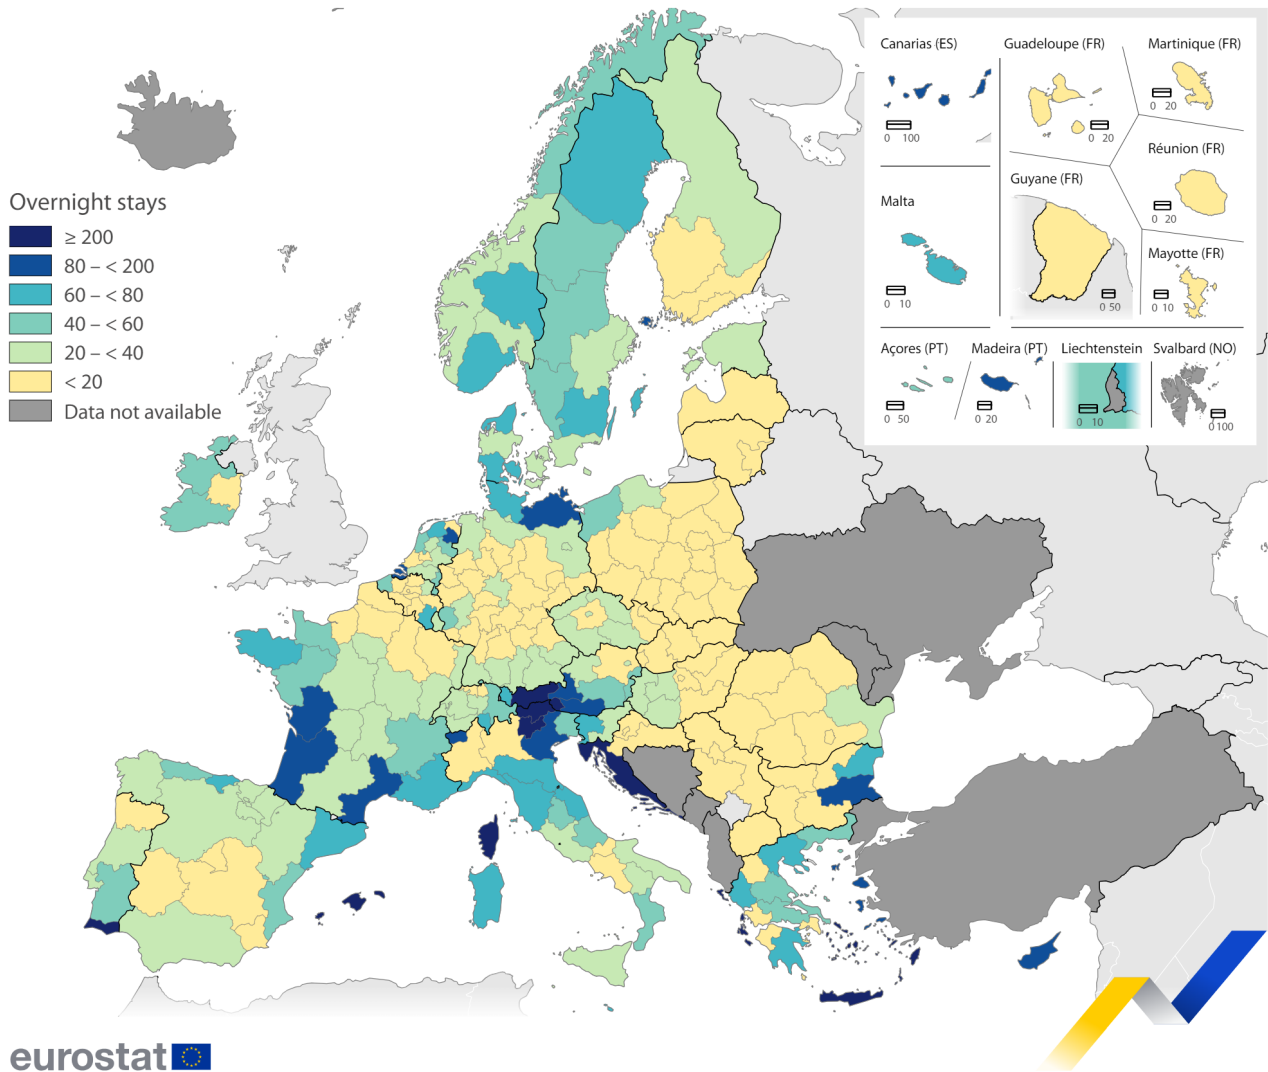 Overnight stays
≥ 200
80 – < 200
60 – < 80
40 – < 60
20 – < 40
< 20
Data not available
Canarias (ES)
0 100
Guadeloupe (FR)
0 20
Martinique (FR)
0 20
Réunion (FR)
0 20
Guyane (FR)
0 50
Malta
0 10
Mayotte (FR)
0 10
Açores (PT)
0 50
Madeira (PT)
0 20
Liechtenstein
0 10
Svalbard (NO)
0 100
eurostat